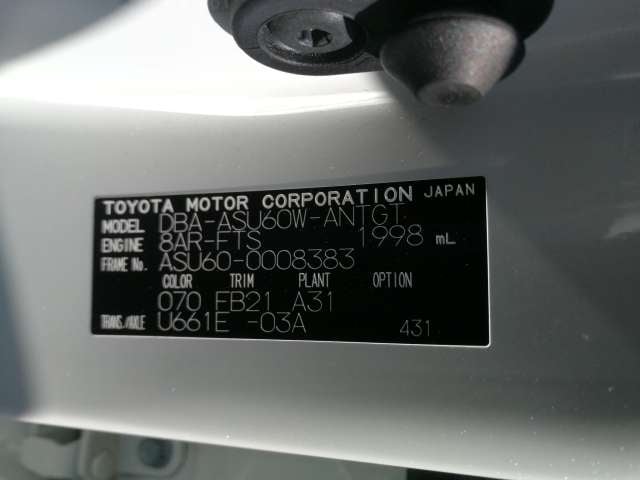 TOYOTA MOTOR CORPORATION JAPAN
MODEL DBA-ASU60W-ANTGT
ENGINE 8AR-FTS 1998 mL
FRAME No. ASU60-0008383
COLOR TRIM PLANT OPTION
070 FB21 A31
TRANS./AXLE U661E -03A 431